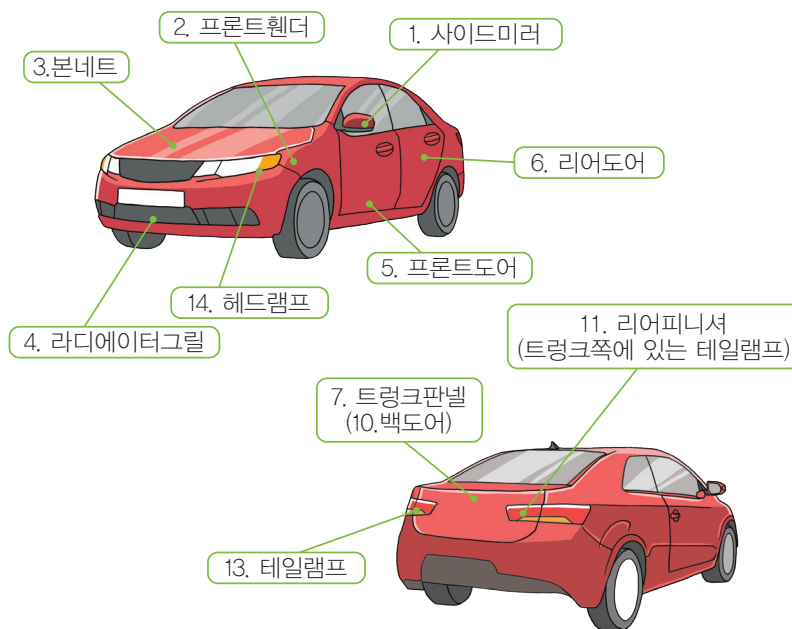 2. 프론트휀더
1. 사이드미러
3.본네트
6. 리어도어
5. 프론트도어
14. 헤드램프
4. 라디에이터그릴
11. 리어피니셔
(트렁크쪽에 있는 테일램프)
7. 트렁크판넬
(10.백도어)
13. 테일램프